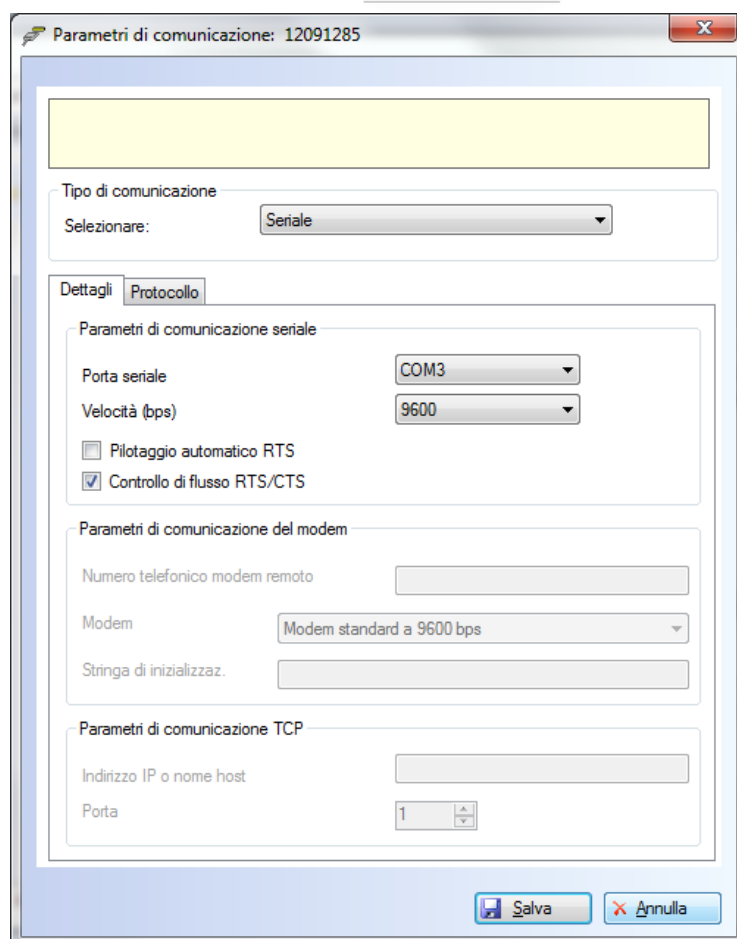 Parametri di comunicazione: 12091285
Tipo di comunicazione
Selezionare: Seriale
Dettagli Protocollo
Parametri di comunicazione seriale
Porta seriale COM3
Velocità (bps) 9600
Pilotaggio automatico RTS
Controllo di flusso RTS/CTS
Parametri di comunicazione del modem
Numero telefonico modem remoto
Modem Modem standard a 9600 bps
Stringa di inizializzaz.
Parametri di comunicazione TCP
Indirizzo IP o nome host
Porta 1
Salva Annulla